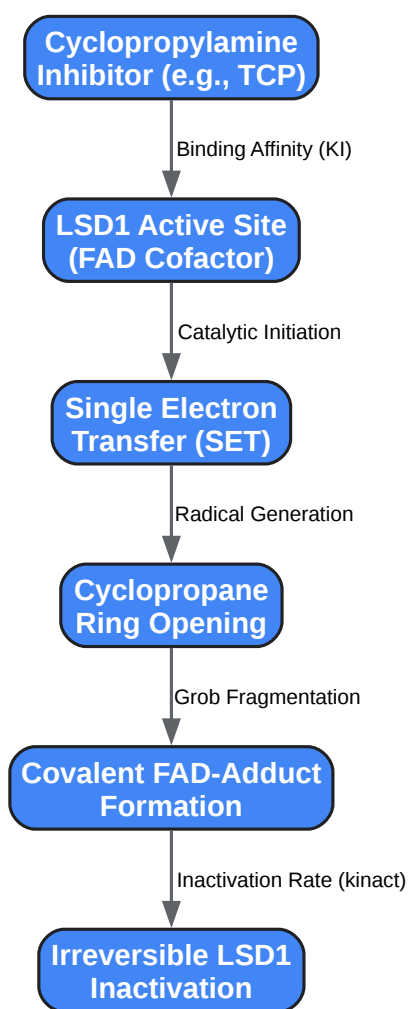 Cyclopropylamine
Inhibitor (e.g., TCP)
Binding Affinity (KI)
LSD1 Active Site
(FAD Cofactor)
Catalytic Initiation
Single Electron
Transfer (SET)
Radical Generation
Cyclopropane
Ring Opening
Grob Fragmentation
Covalent FAD-Adduct
Formation
Inactivation Rate (kinact)
Irreversible LSD1
Inactivation